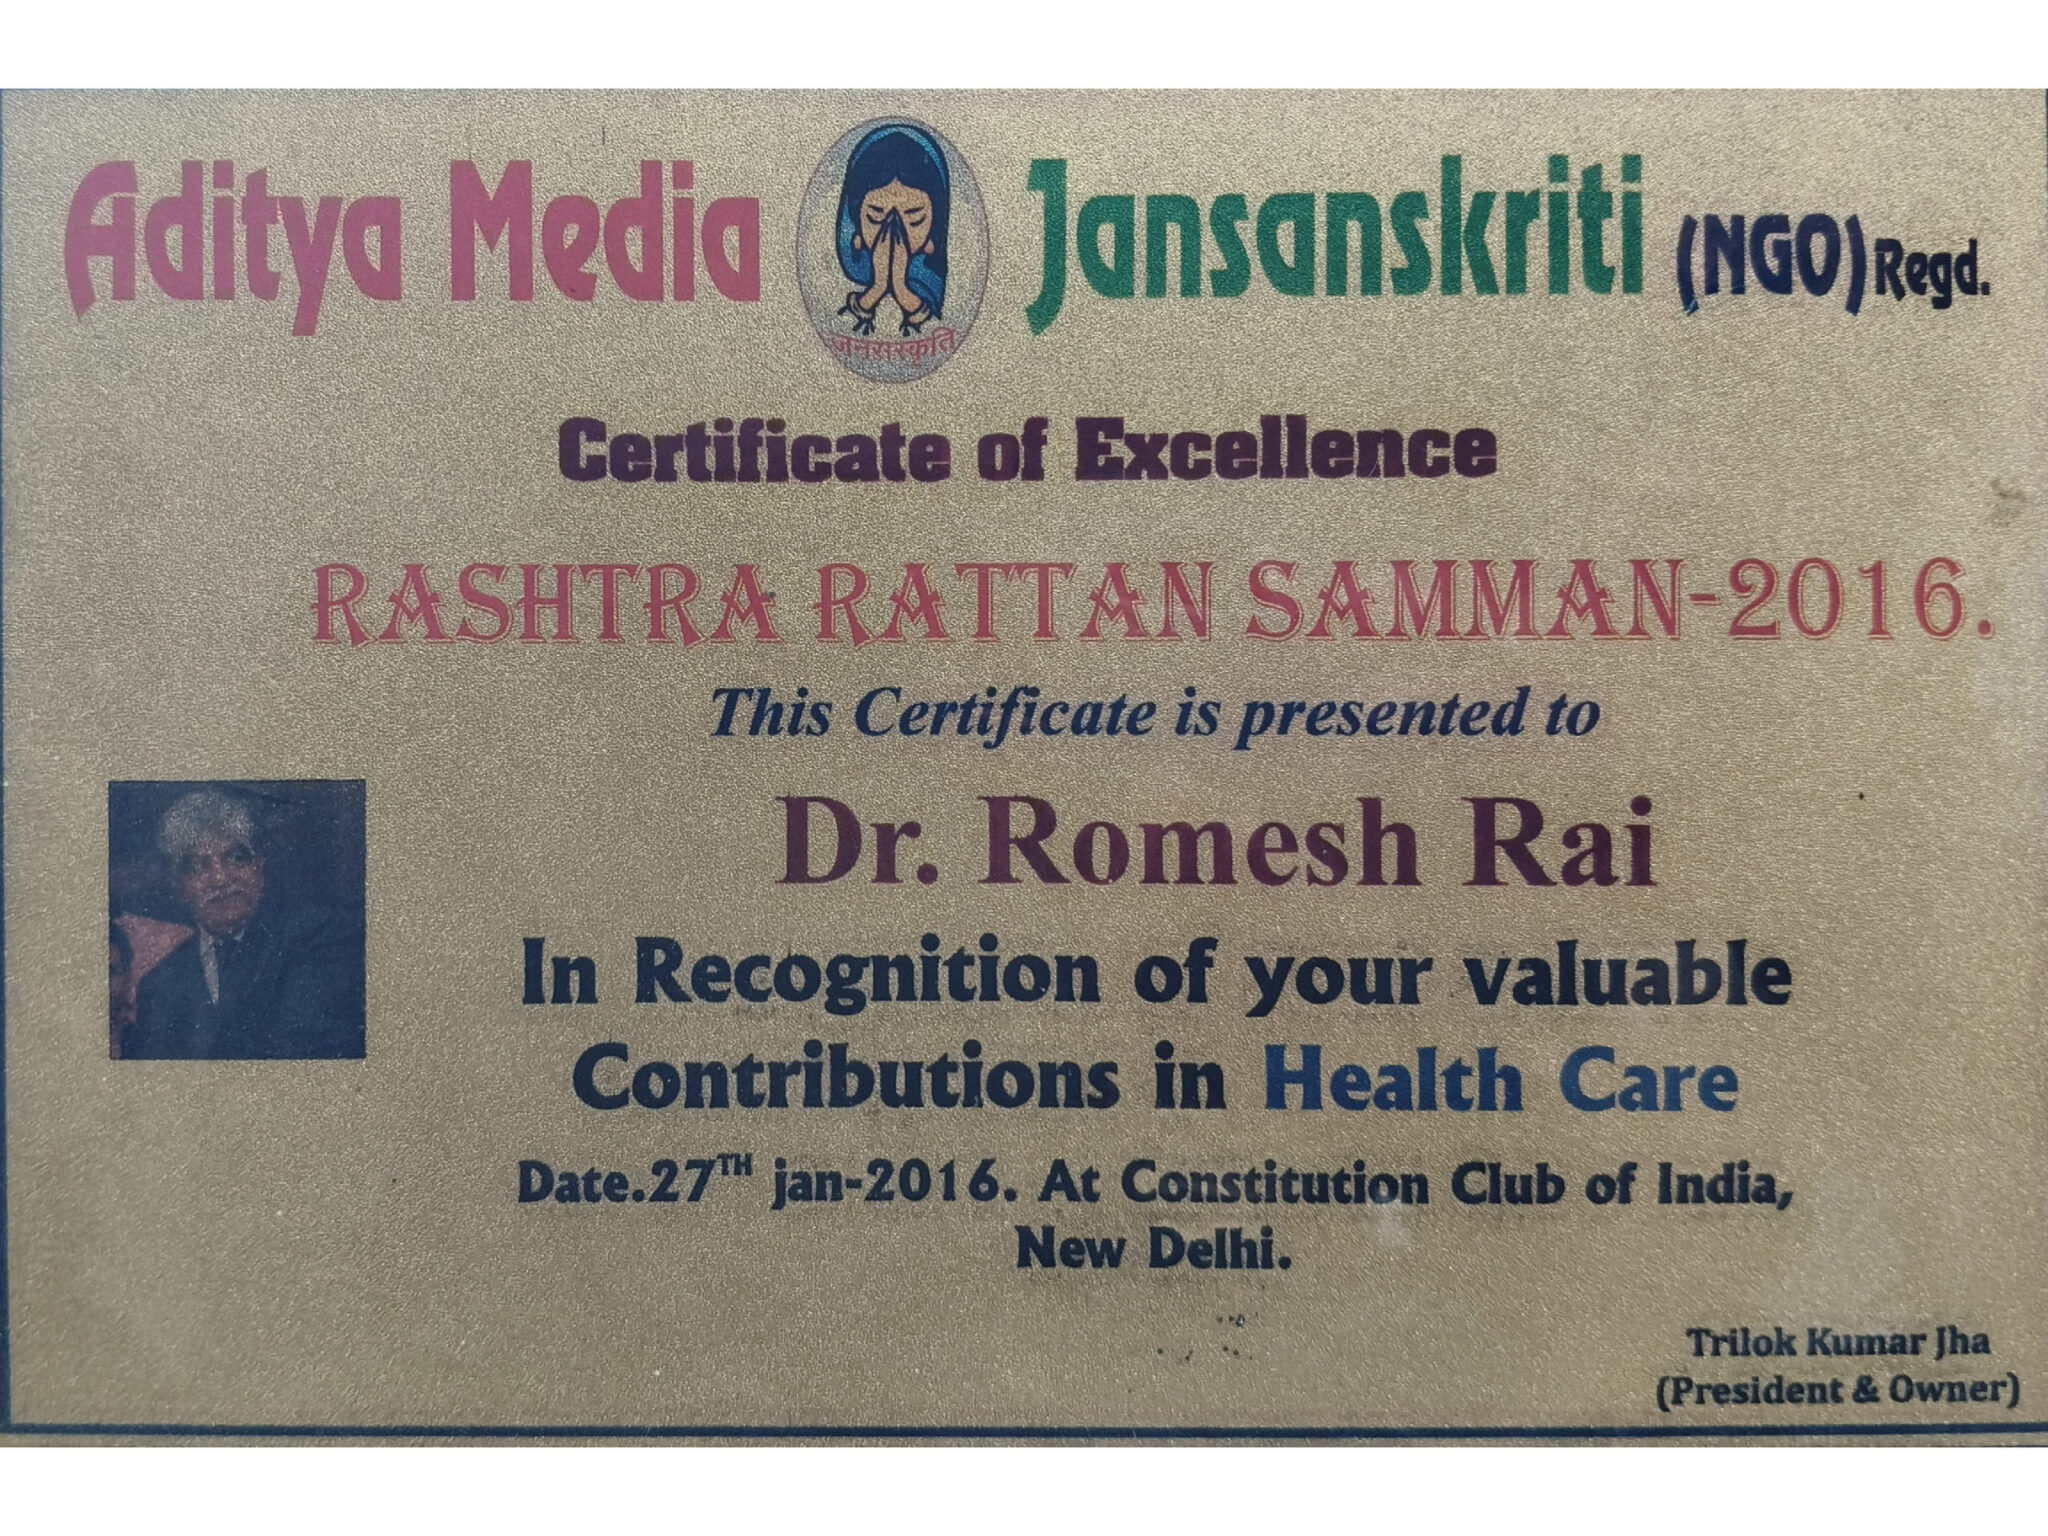 Aditya Media Jansanskriti (NGO) Regd.
जनसंस्कृति
Certificate of Excellence
RASHTRA RATTAN SAMMAN-2016.
This Certificate is presented to
Dr. Romesh Rai
In Recognition of your valuable
Contributions in Health Care
Date.27TH jan-2016. At Constitution Club of India,
New Delhi.
Trilok Kumar Jha
(President & Owner)